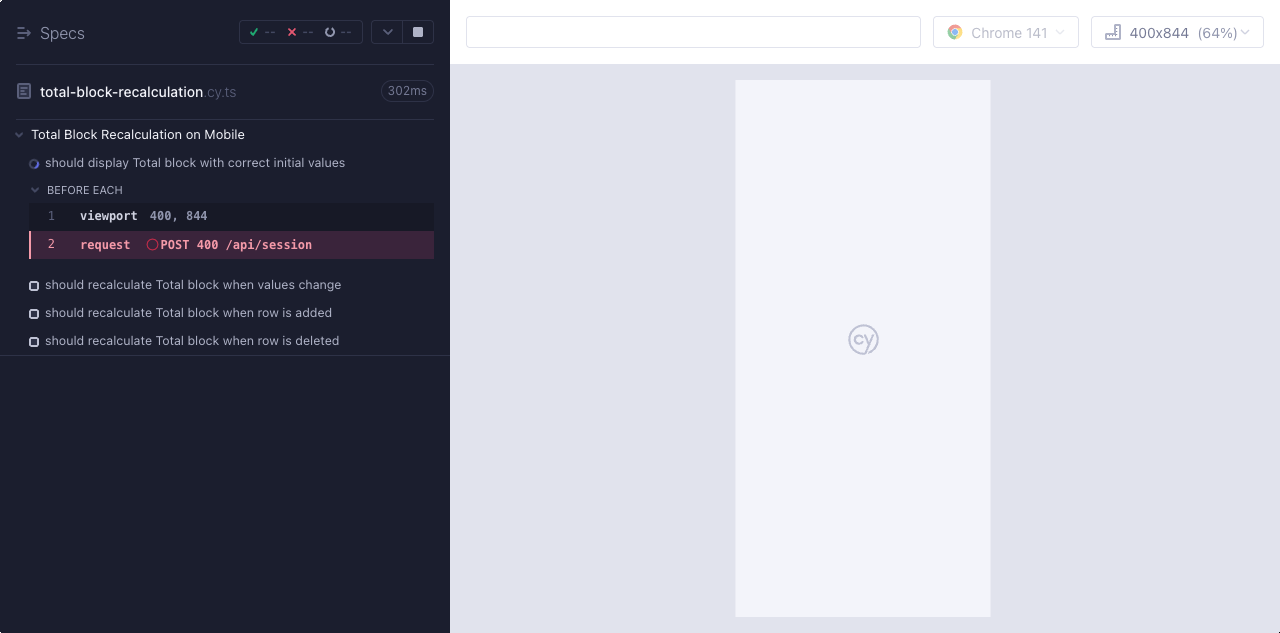 Specs
-- -- --
total-block-recalculation.cy.ts 302ms
Total Block Recalculation on Mobile
should display Total block with correct initial values
BEFORE EACH
1 viewport 400, 844
2 request POST 400 /api/session
should recalculate Total block when values change
should recalculate Total block when row is added
should recalculate Total block when row is deleted
Chrome 141
400x844 (64%)
cy